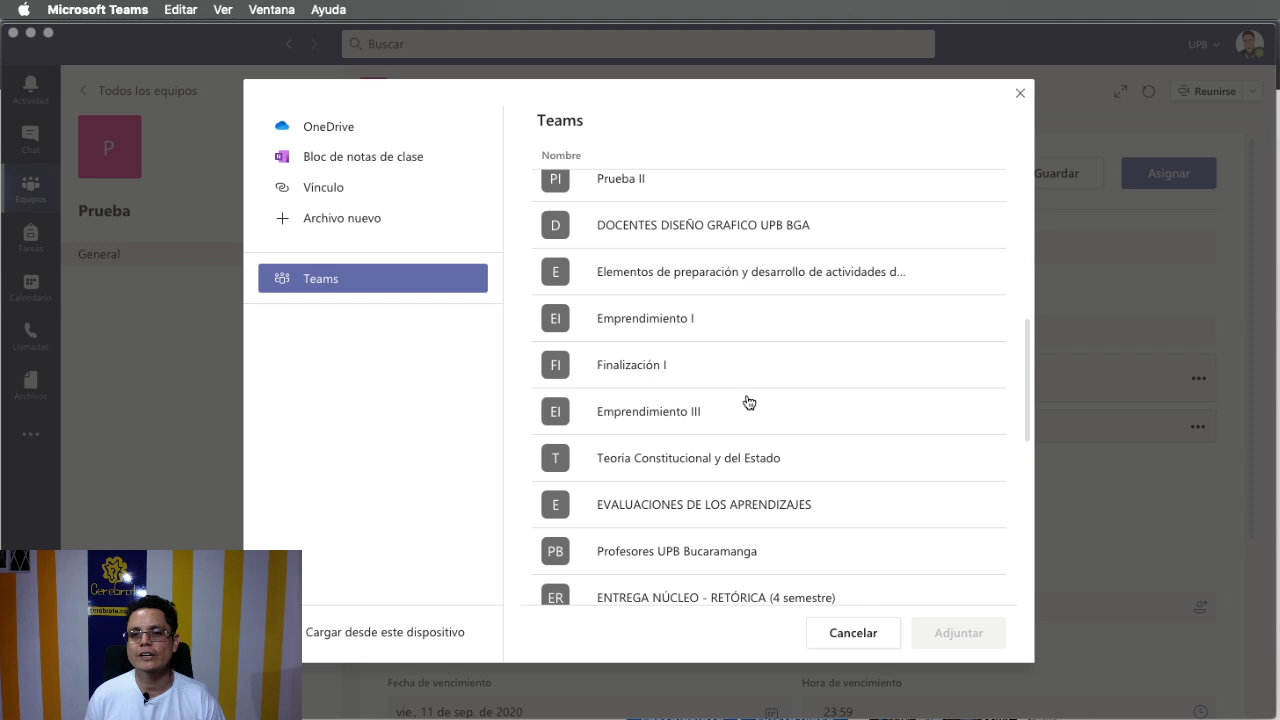 Microsoft Teams Editar Ver Ventana Ayuda
Buscar
UPB
Actividad
Chat
Equipos
Tareas
Calendario
Llamadas
Archivos
Todos los equipos
P
Prueba
General
Reunirse
Guardar
Asignar
OneDrive
Bloc de notas de clase
Vínculo
Archivo nuevo
Teams
Cargar desde este dispositivo
Teams
Nombre
PI Prueba II
D DOCENTES DISEÑO GRAFICO UPB BGA
E Elementos de preparación y desarrollo de actividades d...
EI Emprendimiento I
FI Finalización I
EI Emprendimiento III
T Teoría Constitucional y del Estado
E EVALUACIONES DE LOS APRENDIZAJES
PB Profesores UPB Bucaramanga
ER ENTREGA NÚCLEO - RETÓRICA (4 semestre)
Cancelar
Adjuntar
Fecha de vencimiento
Hora de vencimiento
vie., 11 de sep. de 2020
23:59
Cerebrote